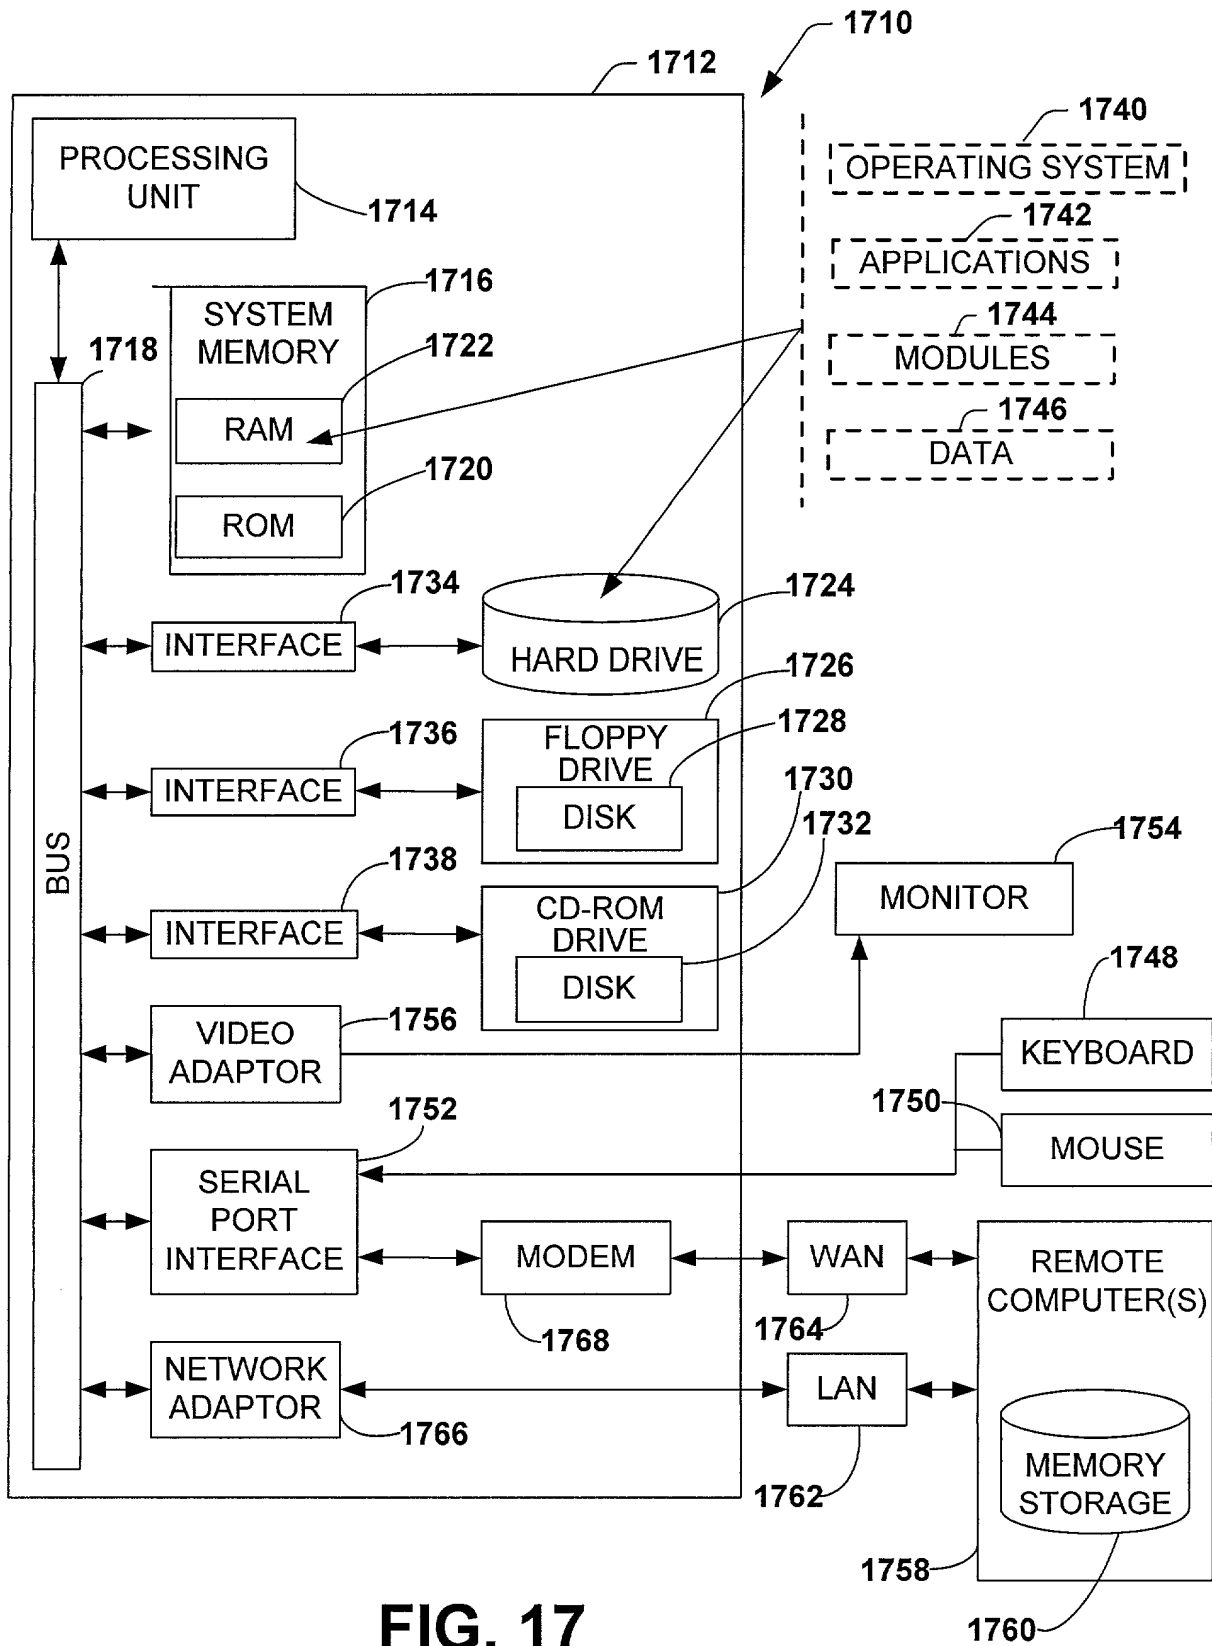 1710
1712
1740
PROCESSING
UNIT
OPERATING SYSTEM
1714
1742
APPLICATIONS
1716
SYSTEM
MEMORY
1744
1718
1722
MODULES
1746
RAM
DATA
1720
ROM
1734
1724
INTERFACE
HARD DRIVE
1726
1736
1728
FLOPPY
DRIVE
INTERFACE
1730
DISK
1732
1754
BUS
1738
MONITOR
INTERFACE
CD-ROM
DRIVE
1748
DISK
VIDEO
ADAPTOR
1756
KEYBOARD
1752
1750
MOUSE
SERIAL
PORT
INTERFACE
MODEM
WAN
REMOTE
COMPUTER(S)
1768
1764
NETWORK
ADAPTOR
LAN
1766
MEMORY
STORAGE
1762
1758
1760
FIG. 17